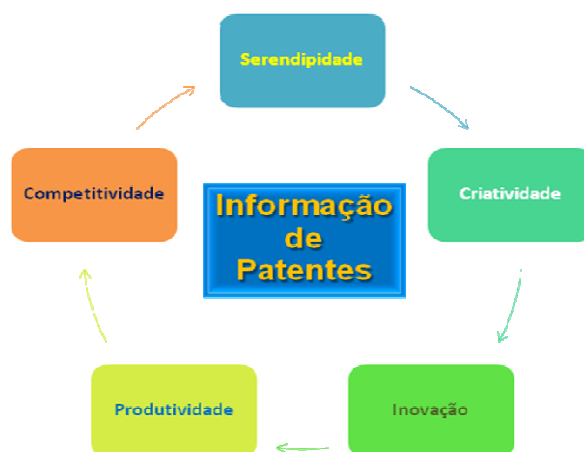 Serendipidade
Competitividade
Criatividade
Informação
de
Patentes
Produtividade
Inovação